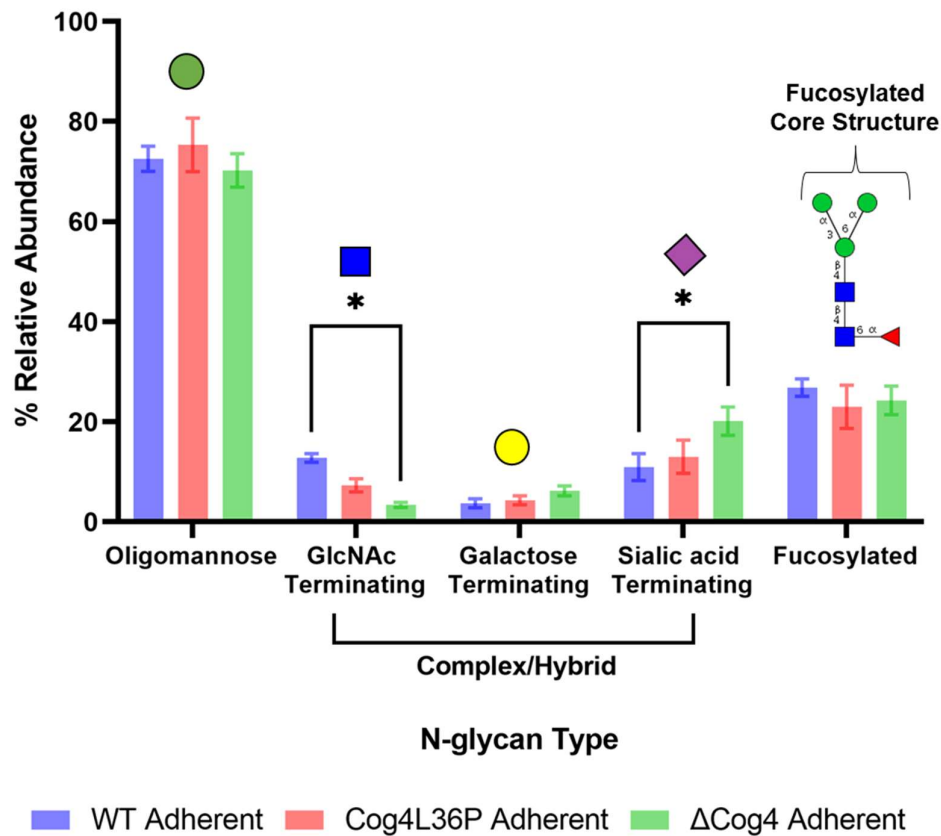 % Relative Abundance
100
80
60
40
20
0
*
*
Fucosylated
Core Structure
α
3
α
6
β
4
β
4
6 α
Oligomannose
GlcNAc
Terminating
Galactose
Terminating
Sialic acid
Terminating
Fucosylated
Complex/Hybrid
N-glycan Type
WT Adherent
Cog4L36P Adherent
ΔCog4 Adherent